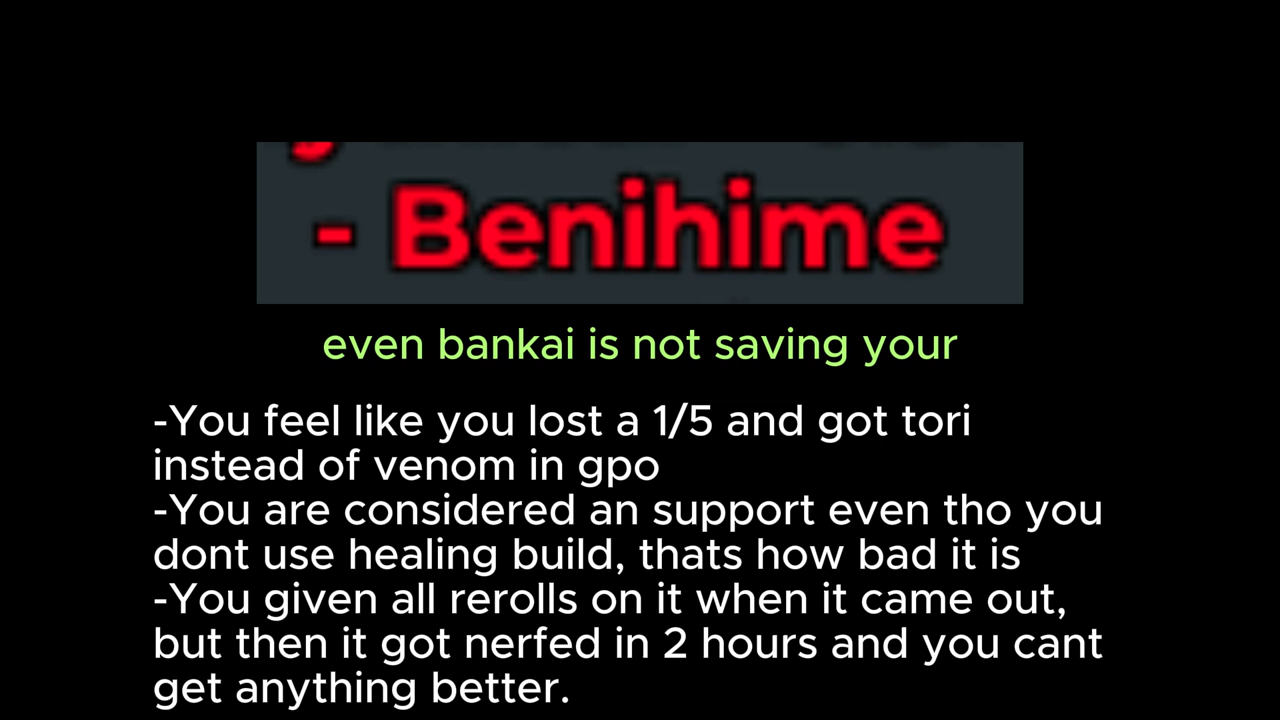 - Benihime
even bankai is not saving your
-You feel like you lost a 1/5 and got tori
instead of venom in gpo
-You are considered an support even tho you
dont use healing build, thats how bad it is
-You given all rerolls on it when it came out,
but then it got nerfed in 2 hours and you cant
get anything better.